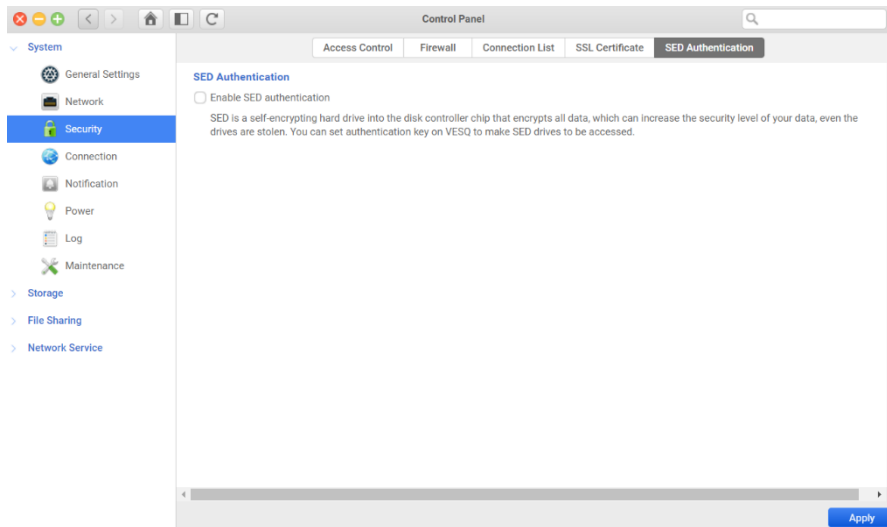 Control Panel
System
General Settings
Network
Security
Connection
Notification
Power
Log
Maintenance
Storage
File Sharing
Network Service
Access Control
Firewall
Connection List
SSL Certificate
SED Authentication
SED Authentication
Enable SED authentication
SED is a self-encrypting hard drive into the disk controller chip that encrypts all data, which can increase the security level of your data, even the
drives are stolen. You can set authentication key on VESQ to make SED drives to be accessed.
Apply